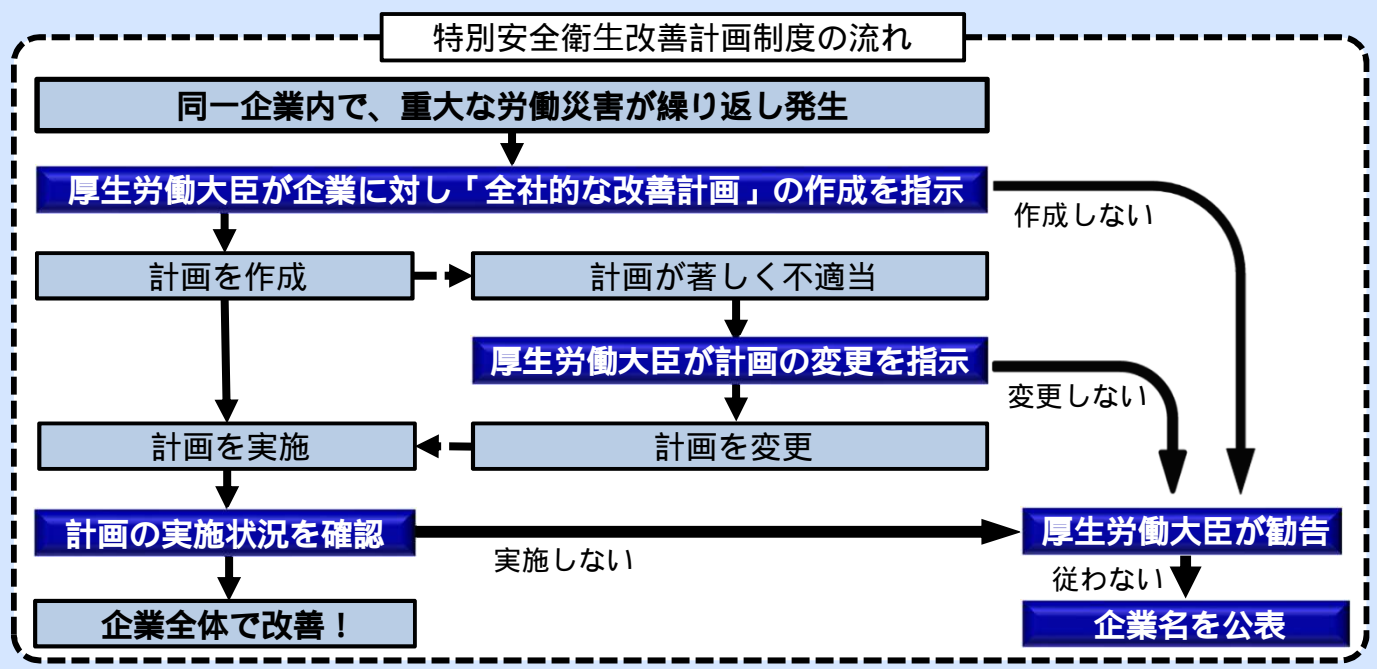 特別安全衛生改善計画制度の流れ
同一企業内で、重大な労働災害が繰り返し発生
厚生労働大臣が企業に対し「全社的な改善計画」の作成を指示
作成しない
計画を作成
計画が著しく不適当
厚生労働大臣が計画の変更を指示
変更しない
計画を実施
計画を変更
計画の実施状況を確認
実施しない
厚生労働大臣が勧告
従わない
企業全体で改善！
企業名を公表